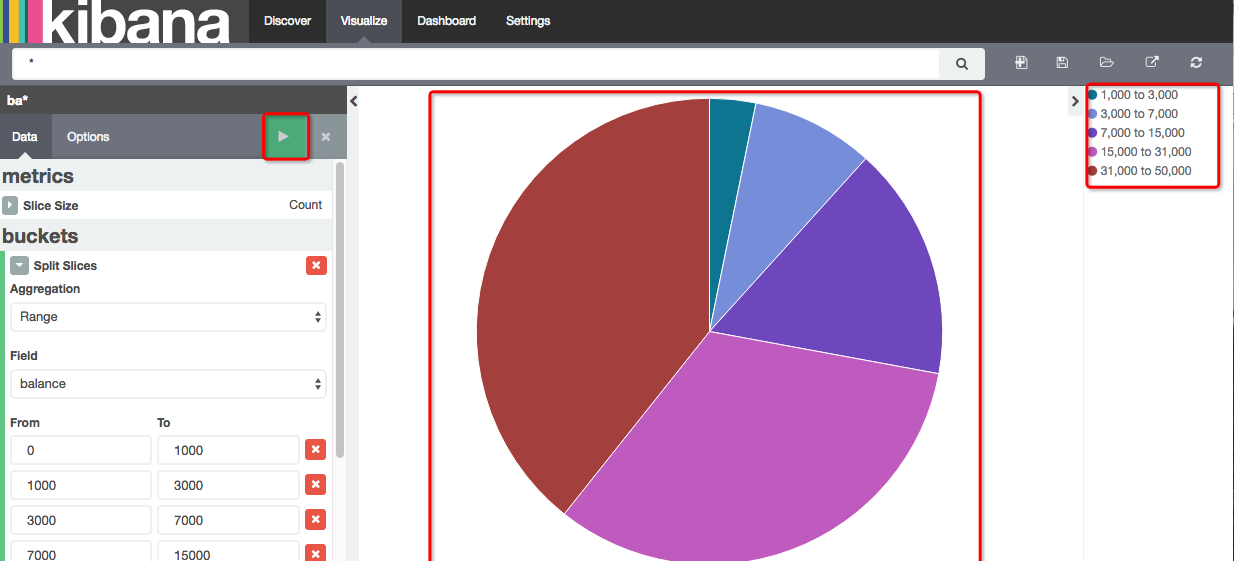 kibana
Discover Visualize Dashboard Settings
*
ba*
Data Options
metrics
Slice Size Count
buckets
Split Slices
Aggregation
Range
Field
balance
From To
0 1000
1000 3000
3000 7000
7000 15000
1,000 to 3,000
3,000 to 7,000
7,000 to 15,000
15,000 to 31,000
31,000 to 50,000